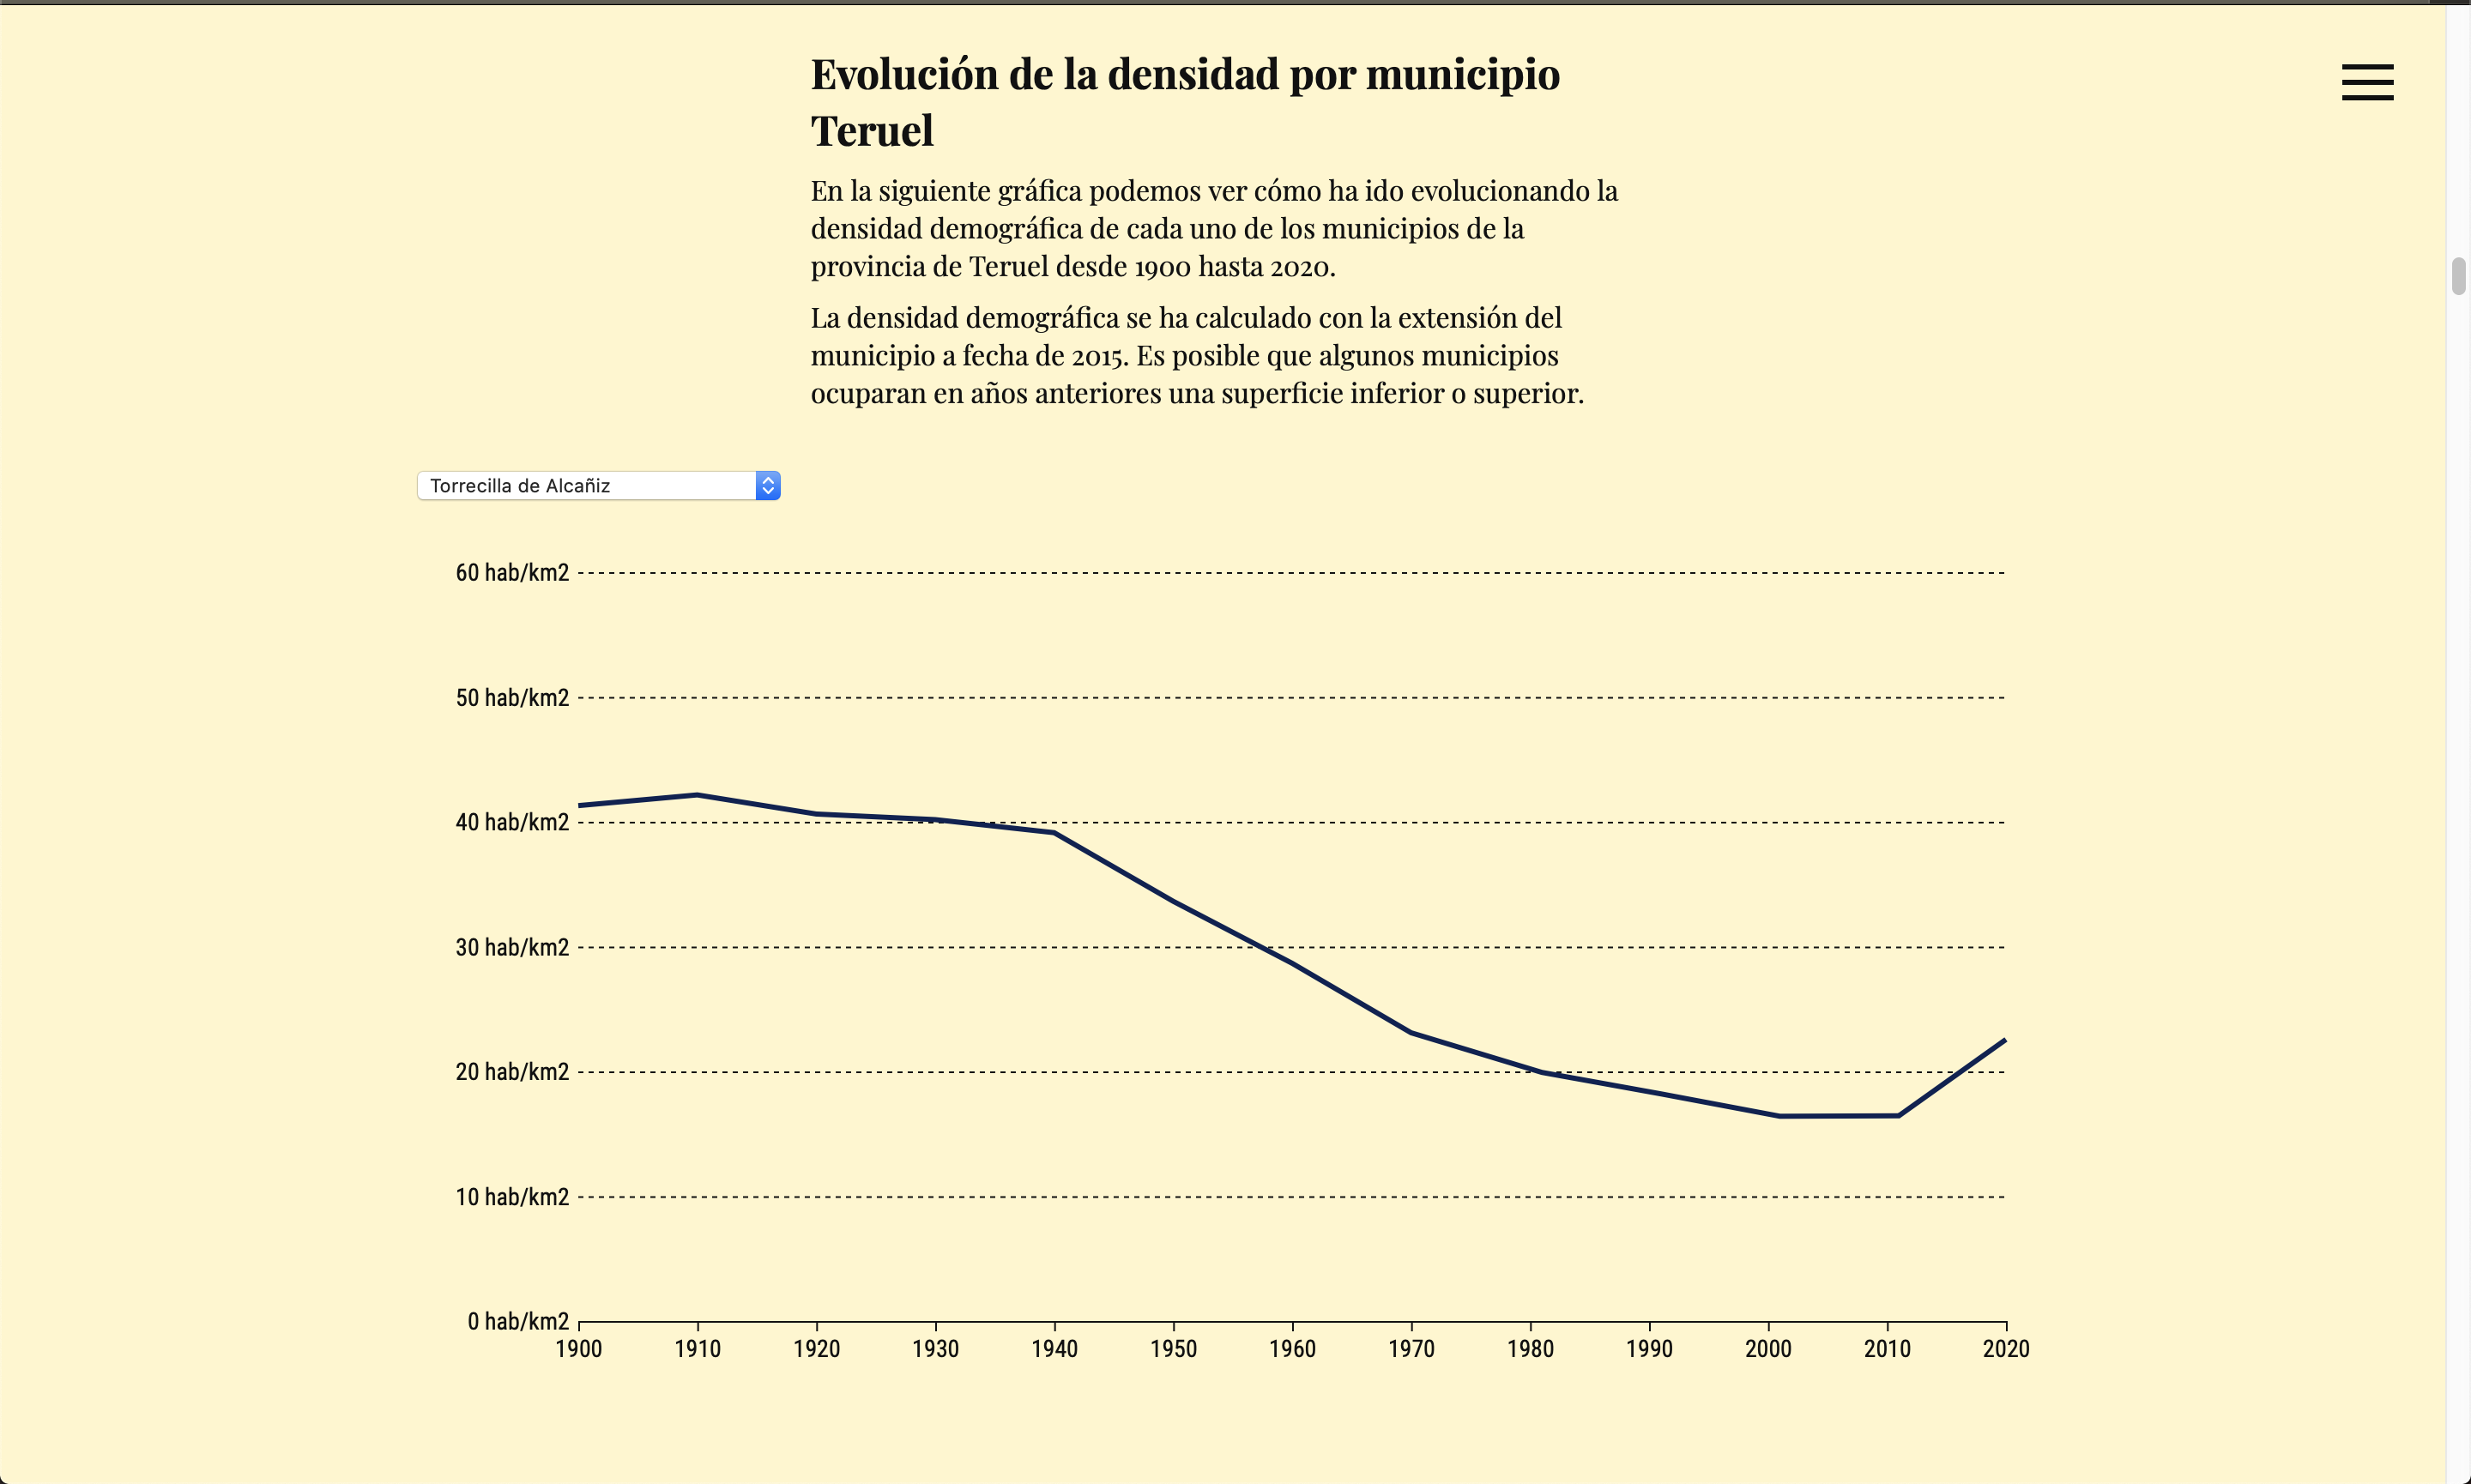 Evolución de la densidad por municipio
Teruel
En la siguiente gráfica podemos ver cómo ha ido evolucionando la
densidad demográfica de cada uno de los municipios de la
provincia de Teruel desde 1900 hasta 2020.
La densidad demográfica se ha calculado con la extensión del
municipio a fecha de 2015. Es posible que algunos municipios
ocuparan en años anteriores una superficie inferior o superior.
Torrecilla de Alcañiz
60 hab/km2
50 hab/km2
40 hab/km2
30 hab/km2
20 hab/km2
10 hab/km2
0 hab/km2
1900 1910 1920 1930 1940 1950 1960 1970 1980 1990 2000 2010 2020